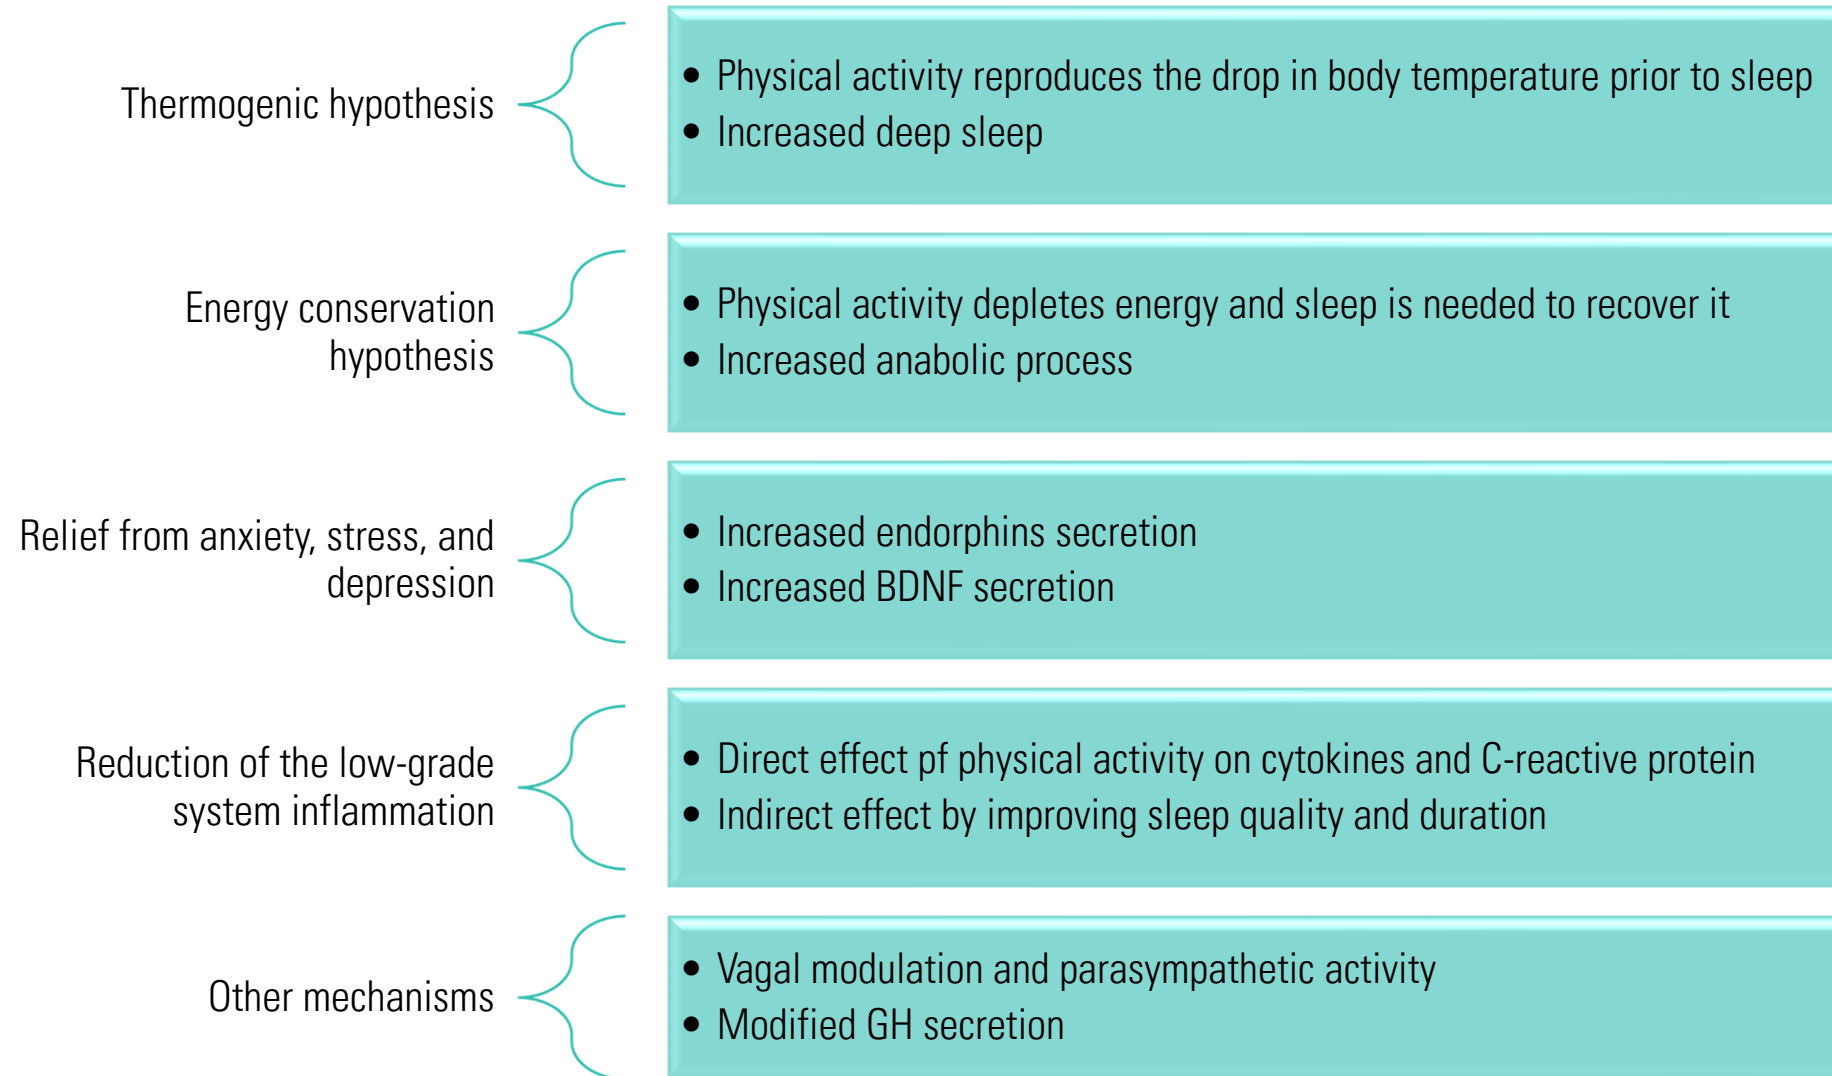 Thermogenic hypothesis
• Physical activity reproduces the drop in body temperature prior to sleep
• Increased deep sleep
Energy conservation
hypothesis
• Physical activity depletes energy and sleep is needed to recover it
• Increased anabolic process
Relief from anxiety, stress, and
depression
• Increased endorphins secretion
• Increased BDNF secretion
Reduction of the low-grade
system inflammation
• Direct effect pf physical activity on cytokines and C-reactive protein
• Indirect effect by improving sleep quality and duration
Other mechanisms
• Vagal modulation and parasympathetic activity
• Modified GH secretion